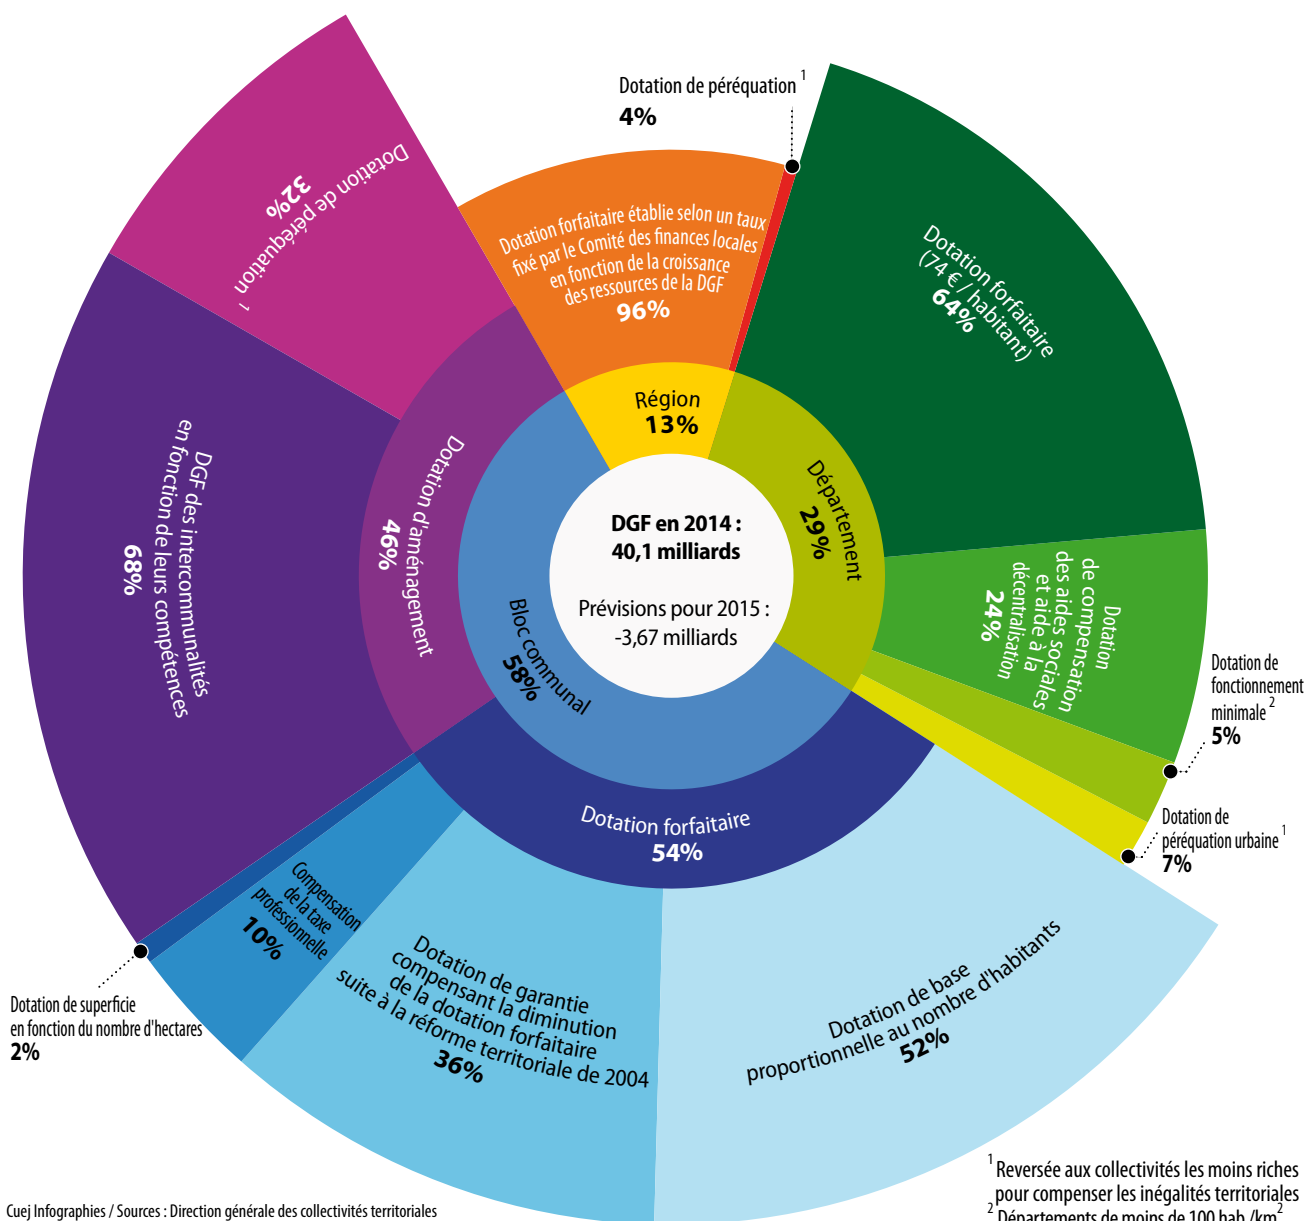 Dotation de péréquation 1
4%
Dotation de péréquation 1
32%
Dotation forfaitaire établie selon un taux
fixé par le Comité des finances locales
en fonction de la croissance
des ressources de la DGF
96%
Dotation forfaitaire
(74 € / habitant)
64%
Région
13%
Département
29%
DGF en 2014 :
40,1 milliards
Prévisions pour 2015 :
-3,67 milliards
Bloc communal
58%
Dotation d'aménagement
46%
DGF des intercommunalités
en fonction de leurs compétences
68%
Dotation
de compensation
des aides sociales
et aide à la
décentralisation
24%
Dotation de
fonctionnement
minimale 2
5%
Dotation de
péréquation urbaine 1
7%
Dotation forfaitaire
54%
Compensation
de la taxe
professionnelle
10%
Dotation de garantie
compensant la diminution
de la dotation forfaitaire
suite à la réforme territoriale de 2004
36%
Dotation de base
proportionnelle au nombre d'habitants
52%
Dotation de superficie
en fonction du nombre d'hectares
2%
1 Reversée aux collectivités les moins riches
pour compenser les inégalités territoriales
2 Départements de moins de 100 hab./km2
Cuej Infographies / Sources : Direction générale des collectivités territoriales